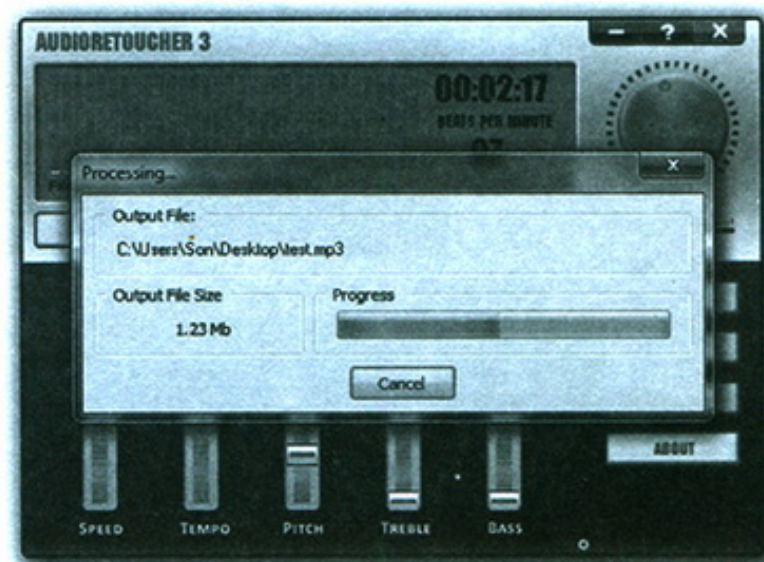 AUDIORETOUCHER 3
00:02:17
BEATS PER MINUTE
Processing...
Output File:
C:\Users\Son\Desktop\test.mp3
Output File Size
Progress
1.23 Mb
Cancel
ABOUT
SPEED
TEMPO
PITCH
TREBLE
BASS